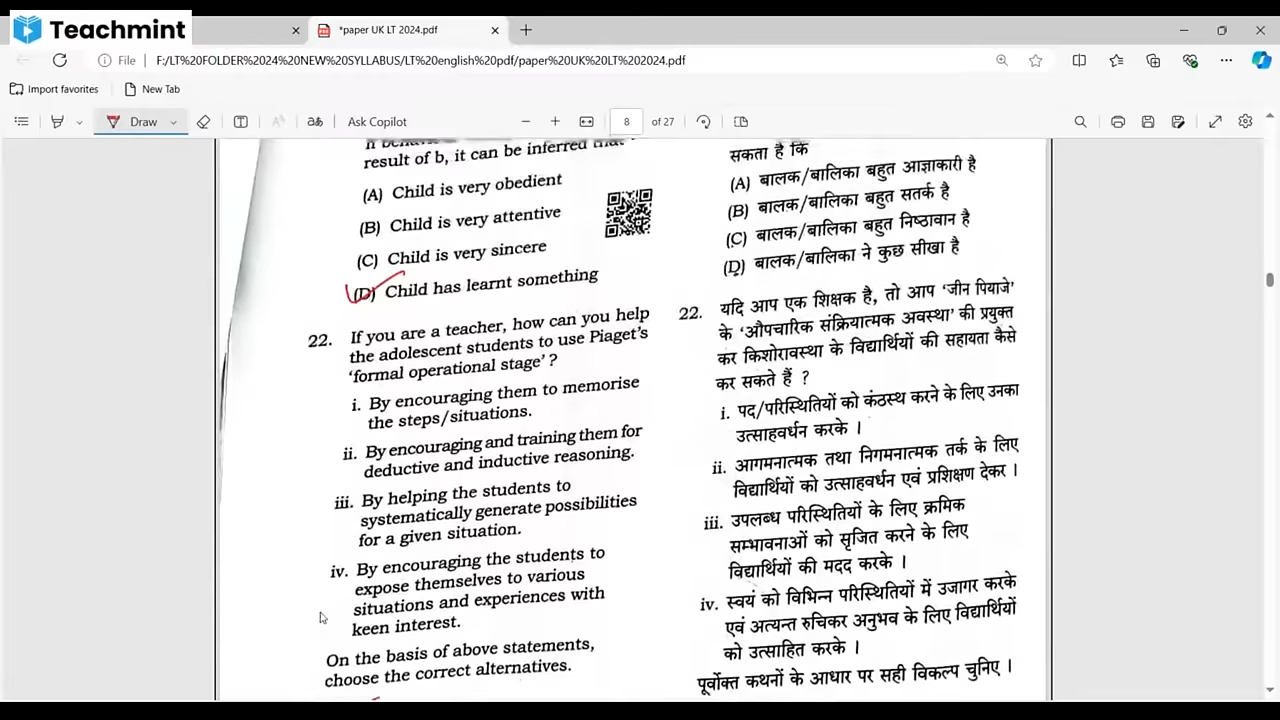 Teachmint
*paper UK LT 2024.pdf
File
F:/LT%20FOLDER%2024%20NEW%20SYLLABUS/LT%20english%20pdf/paper%20UK%20LT%202024.pdf
Import favorites
New Tab
Draw
aあ
Ask Copilot
8 of 27
result of b, it can be inferred that
(A) Child is very obedient
(B) Child is very attentive
(C) Child is very sincere
(D) Child has learnt something
22. If you are a teacher, how can you help
the adolescent students to use Piaget's
'formal operational stage' ?
i. By encouraging them to memorise
the steps/situations.
ii. By encouraging and training them for
deductive and inductive reasoning.
iii. By helping the students to
systematically generate possibilities
for a given situation.
iv. By encouraging the students to
expose themselves to various
situations and experiences with
keen interest.
On the basis of above statements,
choose the correct alternatives.
सकता है कि
(A) बालक/बालिका बहुत आज्ञाकारी है
(B) बालक/बालिका बहुत सतर्क है
(C) बालक/बालिका बहुत निष्ठावान है
(D) बालक/बालिका ने कुछ सीखा है
22. यदि आप एक शिक्षक है, तो आप 'जीन पियाजे'
के 'औपचारिक संक्रियात्मक अवस्था' की प्रयुक्त
कर किशोरावस्था के विद्यार्थियों की सहायता कैसे
कर सकते हैं ?
i. पद/परिस्थितियों को कंठस्थ करने के लिए उनका
उत्साहवर्धन करके ।
ii. आगमनात्मक तथा निगमनात्मक तर्क के लिए
विद्यार्थियों को उत्साहवर्धन एवं प्रशिक्षण देकर ।
iii. उपलब्ध परिस्थितियों के लिए क्रमिक
सम्भावनाओं को सृजित करने के लिए
विद्यार्थियों की मदद करके ।
iv. स्वयं को विभिन्न परिस्थितियों में उजागर करके
एवं अत्यन्त रुचिकर अनुभव के लिए विद्यार्थियों
को उत्साहित करके ।
पूर्वोक्त कथनों के आधार पर सही विकल्प चुनिए ।